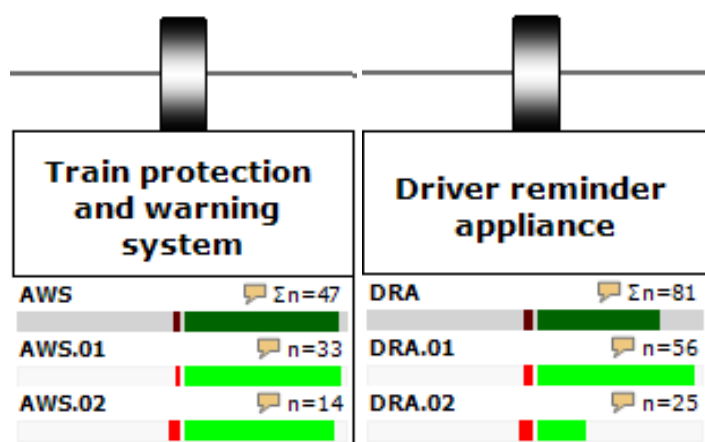 Train protection
and warning
system
AWS Σn=47
AWS.01 n=33
AWS.02 n=14
Driver reminder
appliance
DRA Σn=81
DRA.01 n=56
DRA.02 n=25